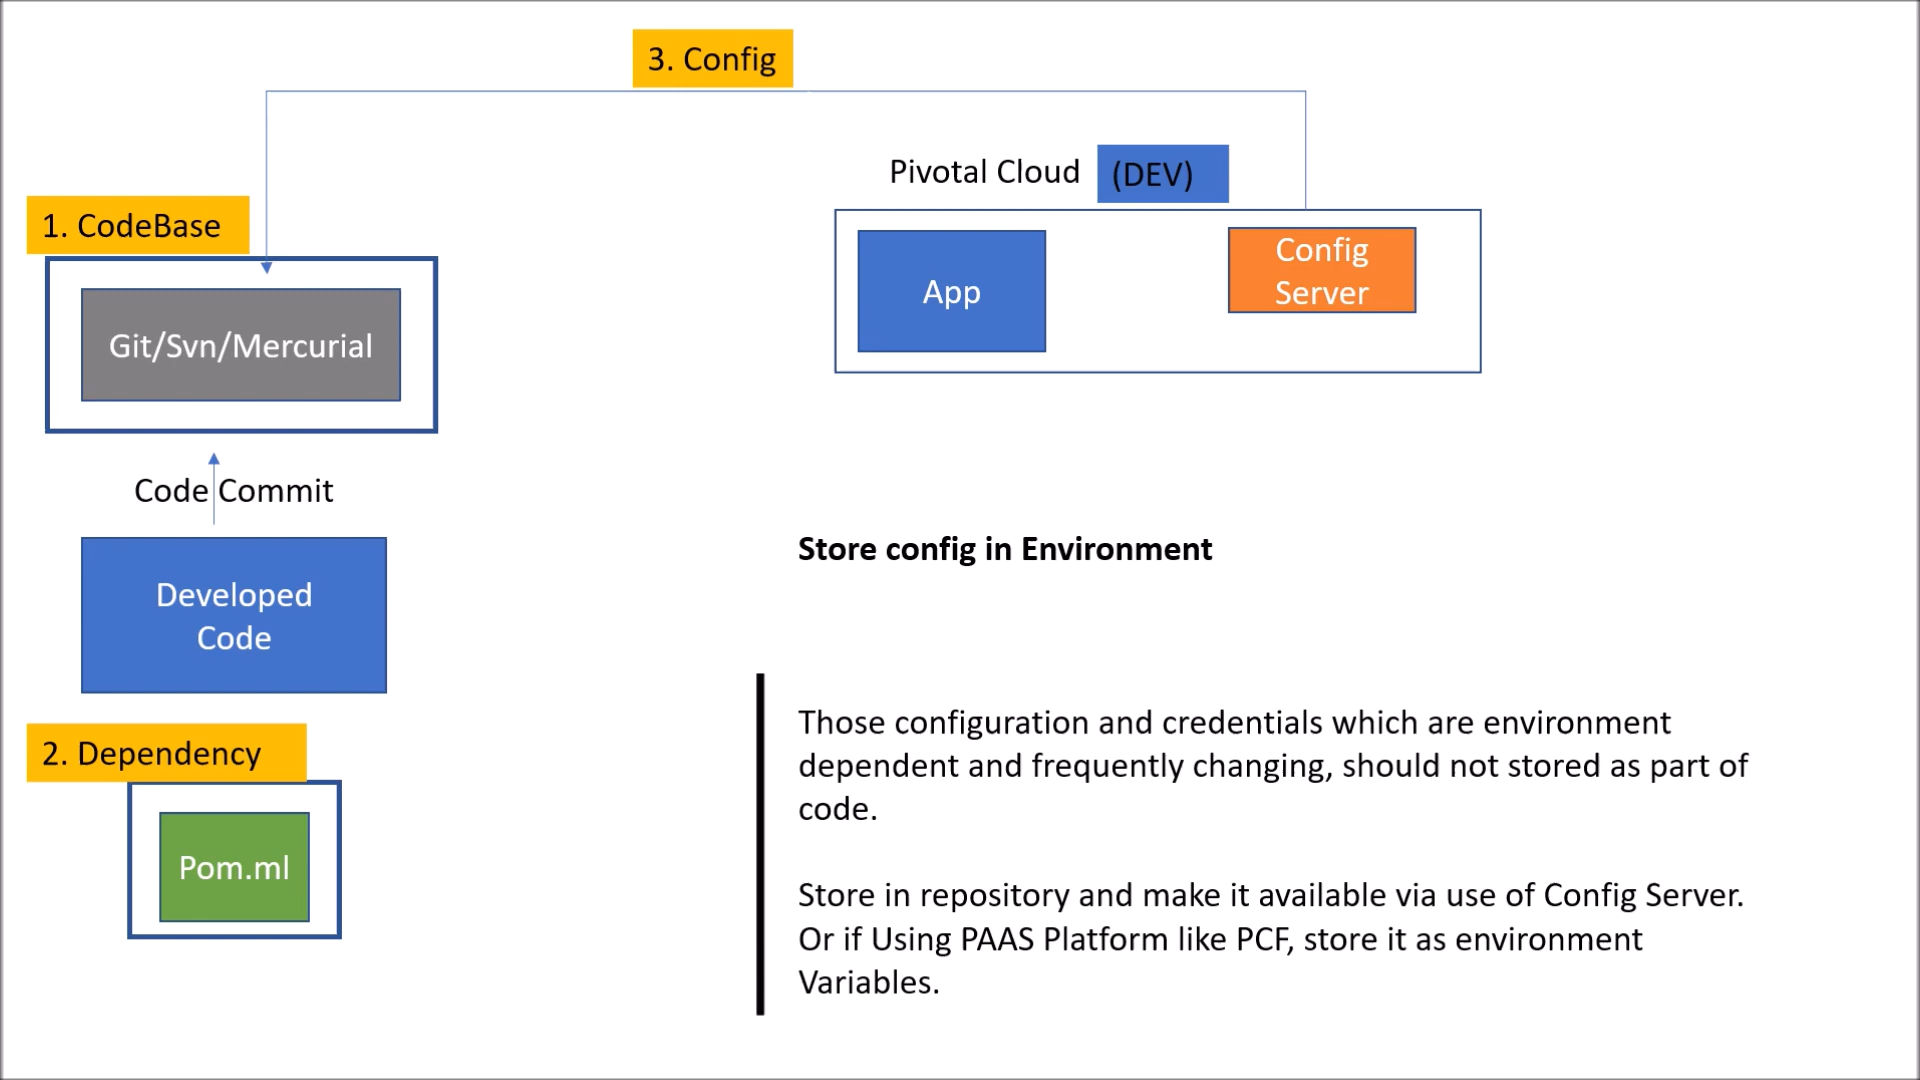 3. Config
Pivotal Cloud (DEV)
1. CodeBase
Config
Server
App
Git/Svn/Mercurial
Code Commit
Developed
Code
2. Dependency
Pom.ml
Store config in Environment
Those configuration and credentials which are environment
dependent and frequently changing, should not stored as part of
code.
Store in repository and make it available via use of Config Server.
Or if Using PAAS Platform like PCF, store it as environment
Variables.